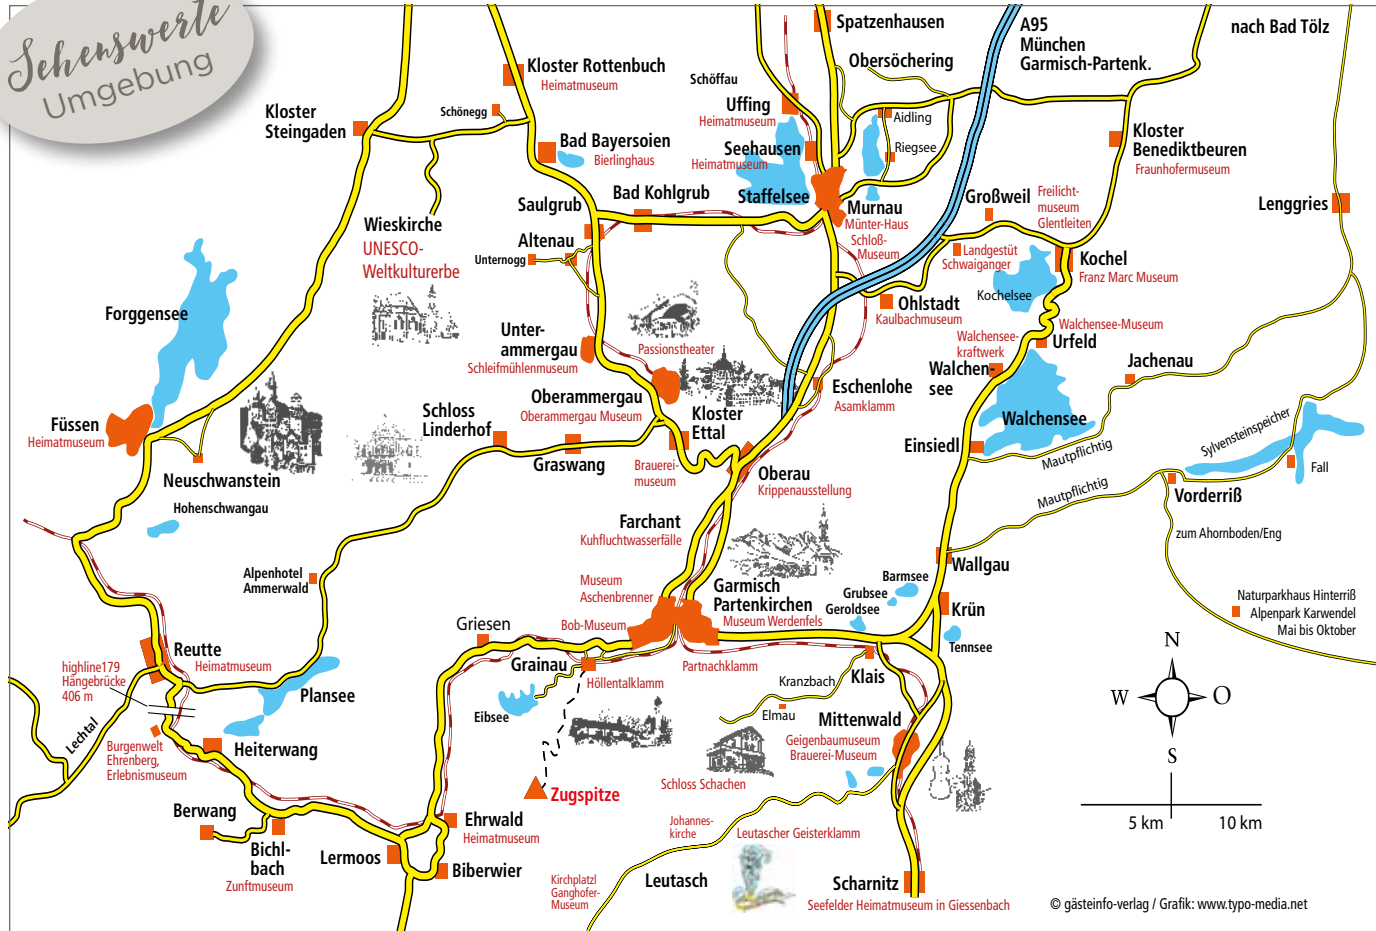 Sehenswerte
Umgebung
Spatzenhausen
A95
München
Garmisch-Partenk.
nach Bad Tölz
Obersöchering
Kloster Rottenbuch
Heimatmuseum
Schöffau
Uffing
Heimatmuseum
Kloster
Steingaden
Schönegg
Aidling
Riegsee
Bad Bayersoien
Bierlinghaus
Seehausen
Heimatmuseum
Kloster
Benediktbeuren
Fraunhofermuseum
Staffelsee
Bad Kohlgrub
Saulgrub
Murnau
Münter-Haus
Schloß-
Museum
Großweil
Freilicht-
museum
Glentleiten
Lenggries
Wieskirche
UNESCO-
Weltkulturerbe
Altenau
Unternogg
Landgestüt
Schwaiganger
Kochel
Franz Marc Museum
Kochelsee
Forggensee
Ohlstadt
Kaulbachmuseum
Unter-
ammergau
Schleifmühlenmuseum
Passionstheater
Walchensee-Museum
Urfeld
Walchensee-
kraftwerk
Walchen-
see
Jachenau
Eschenlohe
Asamklamm
Oberammergau
Oberammergau Museum
Schloss
Linderhof
Kloster
Ettal
Walchensee
Füssen
Heimatmuseum
Einsiedl
Mautpflichtig
Sylvensteinspeicher
Fall
Graswang
Brauerei-
museum
Oberau
Krippenausstellung
Neuschwanstein
Hohenschwangau
Mautpflichtig
Vorderriß
Farchant
Kuhfluchtwasserfälle
zum Ahornboden/Eng
Alpenhotel
Ammerwald
Museum
Aschenbrenner
Garmisch
Partenkirchen
Museum Werdenfels
Wallgau
Barmsee
Grubsee
Geroldsee
Krün
Tennsee
Naturparkhaus Hinterriß
Alpenpark Karwendel
Mai bis Oktober
Griesen
Bob-Museum
Reutte
Heimatmuseum
highline179
Hängebrücke
406 m
Grainau
Höllentalklamm
Partnachklamm
Klais
Kranzbach
Elmau
Plansee
Eibsee
Mittenwald
Geigenbaumuseum
Brauerei-Museum
N
W
O
S
Lechtal
Burgenwelt
Ehrenberg,
Erlebnismuseum
Heiterwang
Schloss Schachen
Zugspitze
Berwang
Ehrwald
Heimatmuseum
Johannes-
kirche
Leutascher Geisterklamm
5 km
10 km
Bichl-
bach
Zunftmuseum
Lermoos
Biberwier
Kirchplatzl
Ganghofer-
Museum
Leutasch
Scharnitz
Seefelder Heimatmuseum in Giessenbach
© gästeinfo-verlag / Grafik: www.typo-media.net